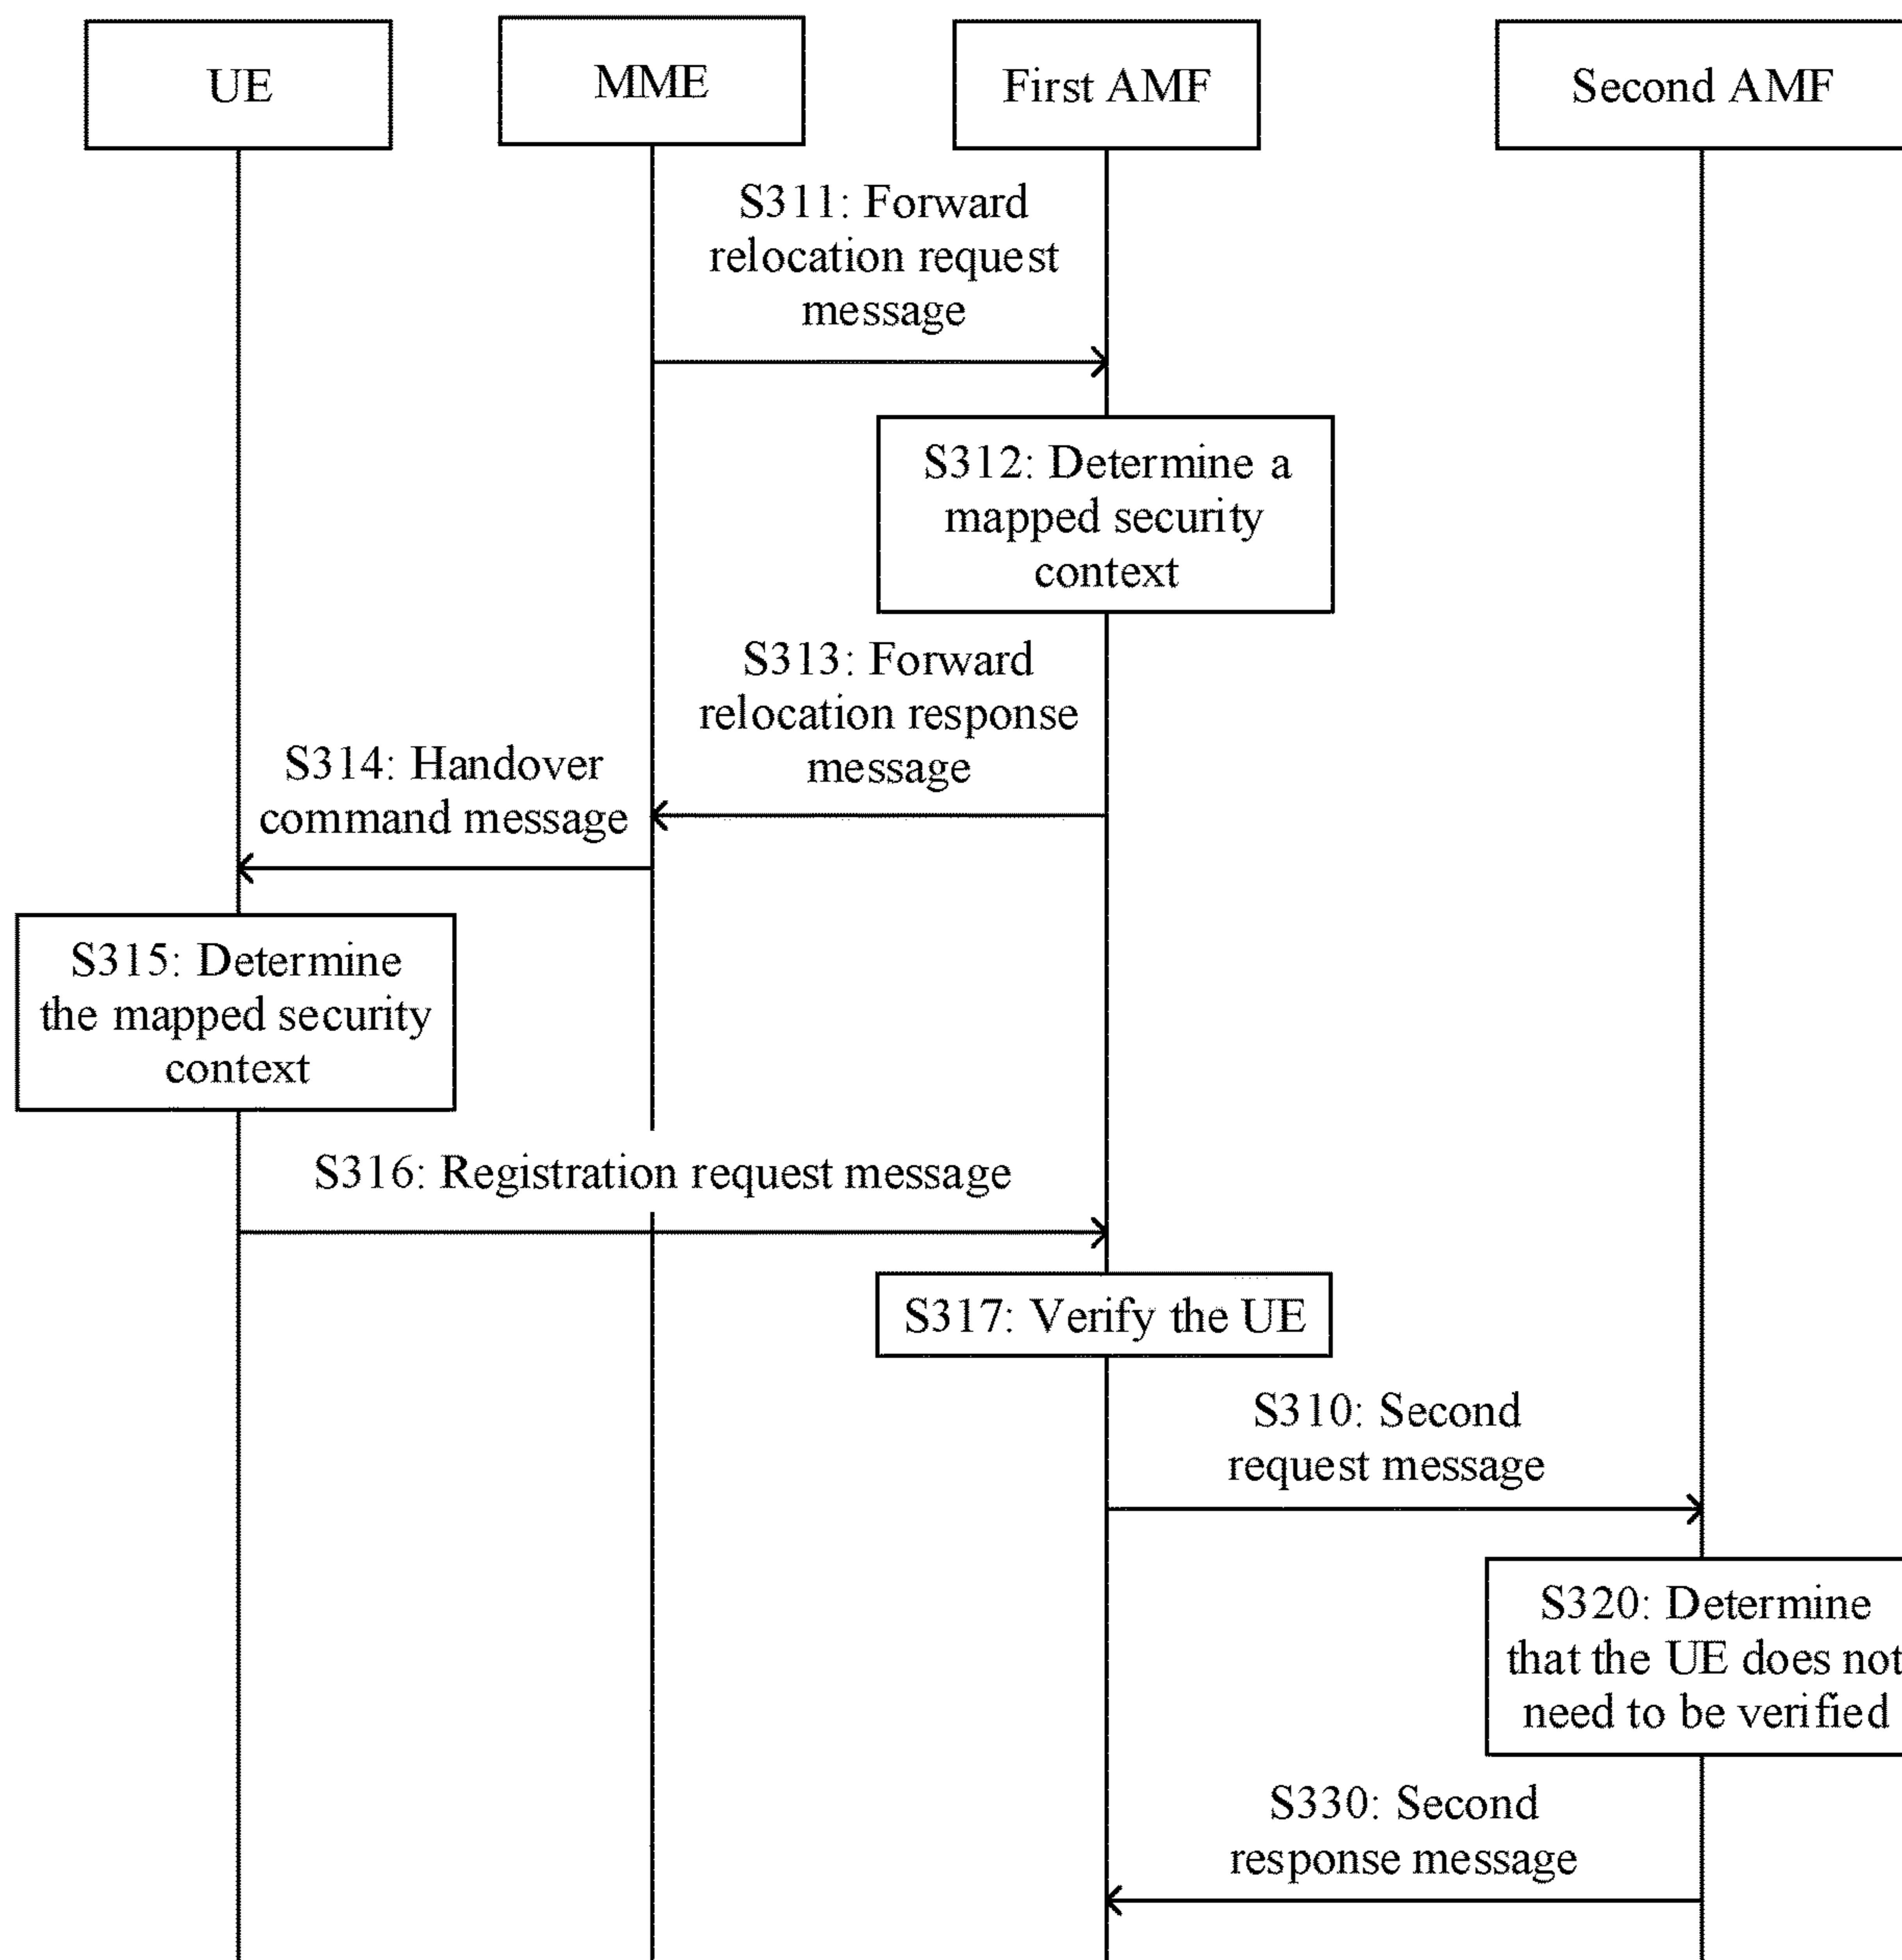 UE
MME
First AMF
Second AMF
S311: Forward
relocation request
message
S312: Determine a
mapped security
context
S313: Forward
relocation response
message
S314: Handover
command message
S315: Determine
the mapped security
context
S316: Registration request message
S317: Verify the UE
S310: Second
request message
S320: Determine
that the UE does not
need to be verified
S330: Second
response message